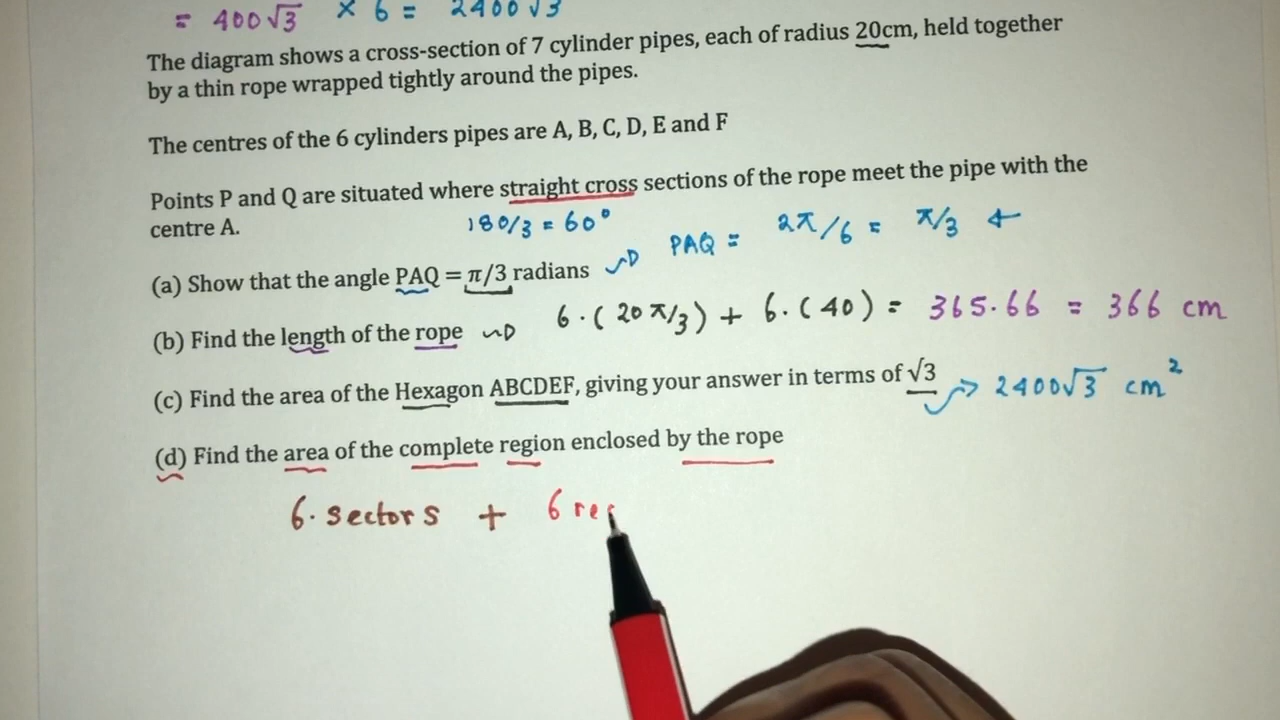 = 400√3 × 6 = 2400√3
The diagram shows a cross-section of 7 cylinder pipes, each of radius 20cm, held together
by a thin rope wrapped tightly around the pipes.
The centres of the 6 cylinders pipes are A, B, C, D, E and F
Points P and Q are situated where straight cross sections of the rope meet the pipe with the
centre A.
180/3 = 60° PAQ = 2π/6 = π/3
(a) Show that the angle PAQ = π/3 radians
(b) Find the length of the rope 6·(20π/3) + 6·(40) = 365.66 = 366 cm
(c) Find the area of the Hexagon ABCDEF, giving your answer in terms of √3 2400√3 cm²
(d) Find the area of the complete region enclosed by the rope
6·sectors + 6 rec